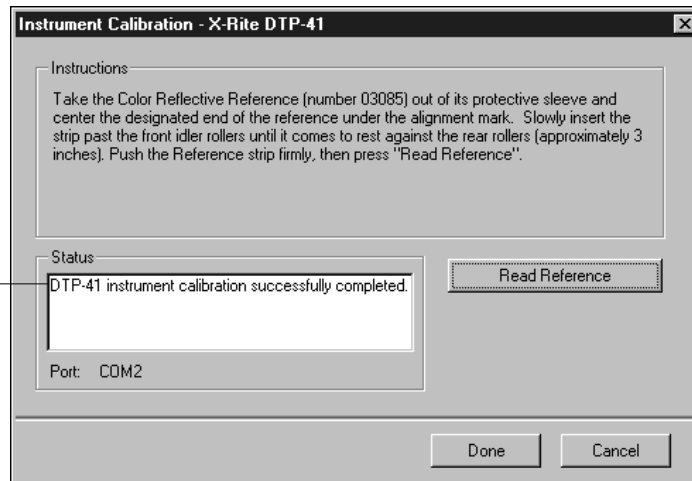 Instrument Calibration - X-Rite DTP-41
Instructions
Take the Color Reflective Reference (number 03085) out of its protective sleeve and
center the designated end of the reference under the alignment mark.  Slowly insert the
strip past the front idler rollers until it comes to rest against the rear rollers (approximately 3
inches). Push the Reference strip firmly, then press "Read Reference".
Status
DTP-41 instrument calibration successfully completed.
Read Reference
Port: COM2
Done
Cancel